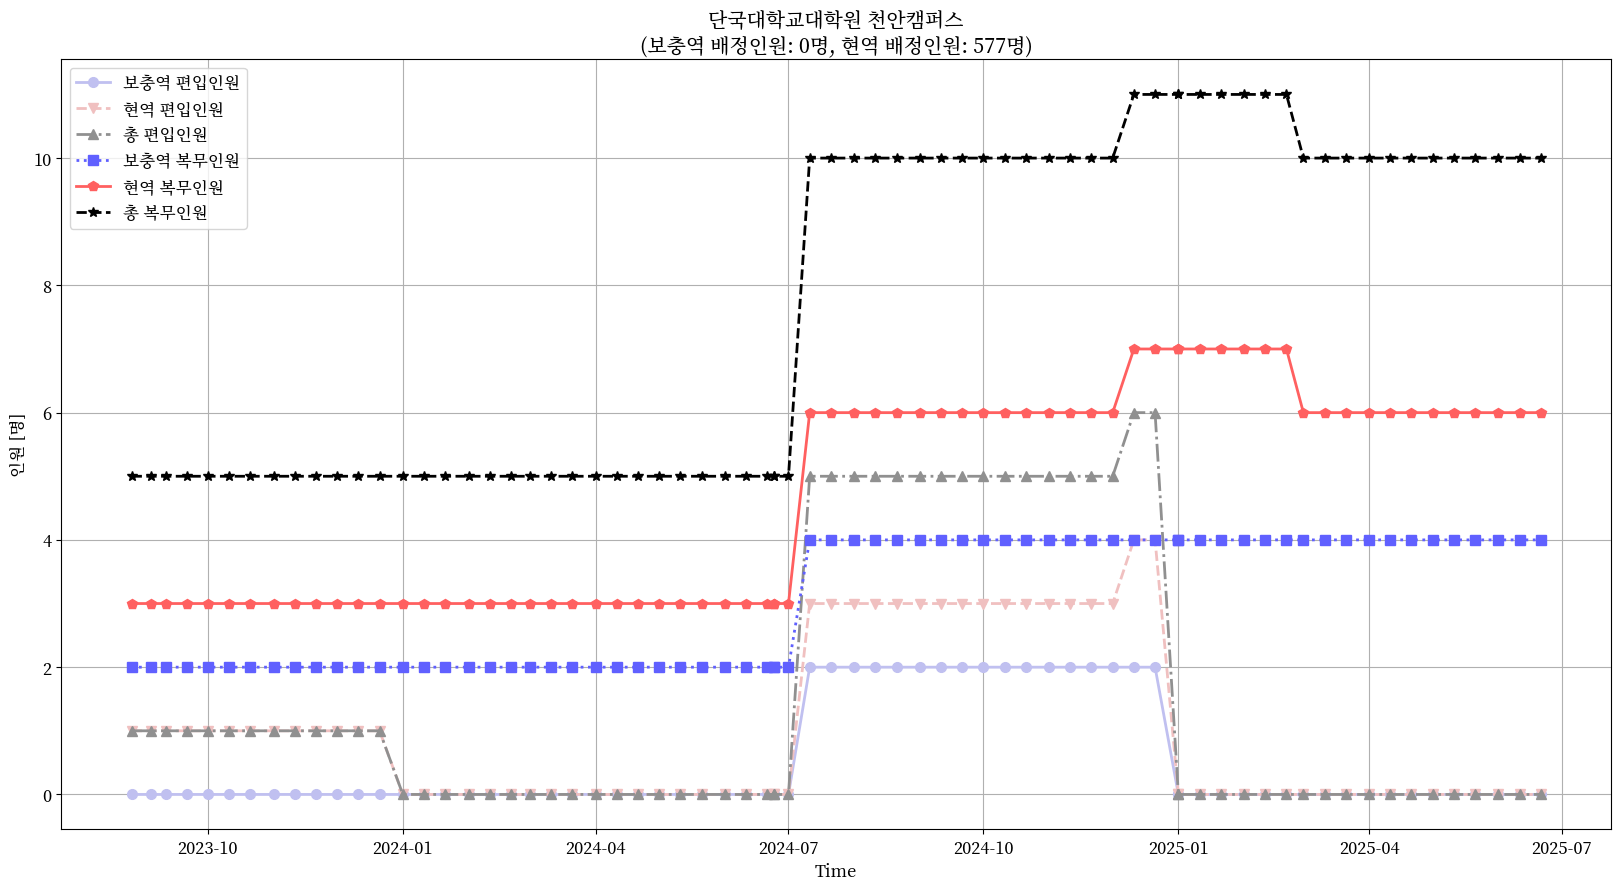 단국대학교대학원 천안캠퍼스
(보충역 배정인원: 0명, 현역 배정인원: 577명)
보충역 편입인원
현역 편입인원
총 편입인원
보충역 복무인원
현역 복무인원
총 복무인원
인원 [명]
10
8
6
4
2
0
2023-10
2024-01
2024-04
2024-07
2024-10
2025-01
2025-04
2025-07
Time